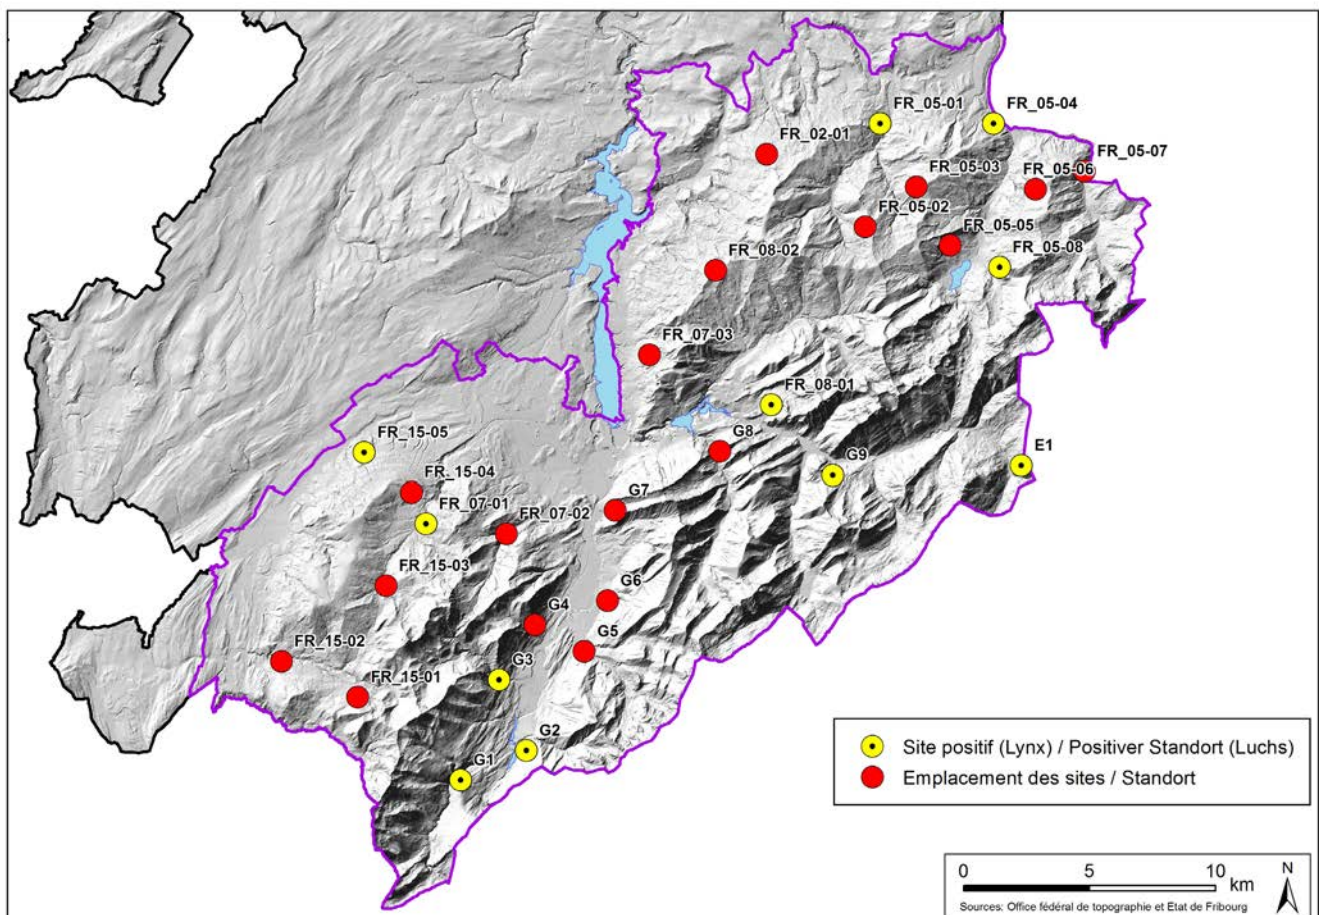 FR_05-01
FR_05-04
FR_02-01
FR_05-07
FR_05-03
FR_05-06
FR_05-02
FR_05-05
FR_05-08
FR_08-02
FR_07-03
FR_08-01
FR_15-05
G8
G9
E1
FR_15-04
G7
FR_07-01
FR_07-02
FR_15-03
G6
G4
G5
FR_15-02
G3
FR_15-01
G2
G1
Site positif (Lynx) / Positiver Standort (Luchs)
Emplacement des sites / Standort
0 5 10 km
N
Sources: Office fédéral de topographie et Etat de Fribourg